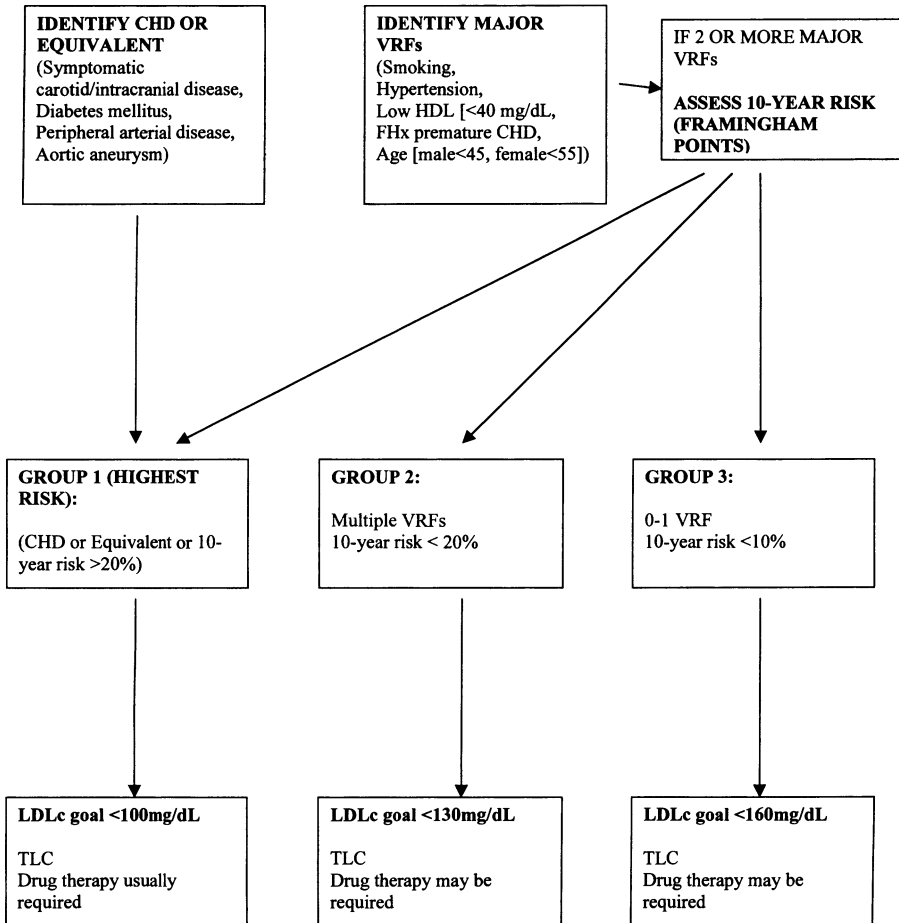 IDENTIFY CHD OR
EQUIVALENT
(Symptomatic
carotid/intracranial disease,
Diabetes mellitus,
Peripheral arterial disease,
Aortic aneurysm)
IDENTIFY MAJOR
VRFs
(Smoking,
Hypertension,
Low HDL [<40 mg/dL,
FHx premature CHD,
Age [male<45, female<55])
IF 2 OR MORE MAJOR
VRFs
ASSESS 10-YEAR RISK
(FRAMINGHAM
POINTS)
GROUP 1 (HIGHEST
RISK):
(CHD or Equivalent or 10-
year risk >20%)
GROUP 2:
Multiple VRFs
10-year risk < 20%
GROUP 3:
0-1 VRF
10-year risk <10%
LDLc goal <100mg/dL
TLC
Drug therapy usually
required
LDLc goal <130mg/dL
TLC
Drug therapy may be
required
LDLc goal <160mg/dL
TLC
Drug therapy may be
required